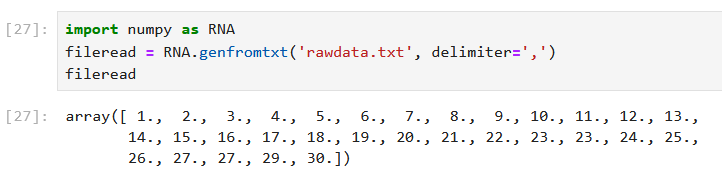 [27]: import numpy as RNA
fileread = RNA.genfromtxt('rawdata.txt', delimiter=',')
fileread
[27]: array([ 1., 2., 3., 4., 5., 6., 7., 8., 9., 10., 11., 12., 13.,
14., 15., 16., 17., 18., 19., 20., 21., 22., 23., 23., 24., 25.,
26., 27., 27., 29., 30.])